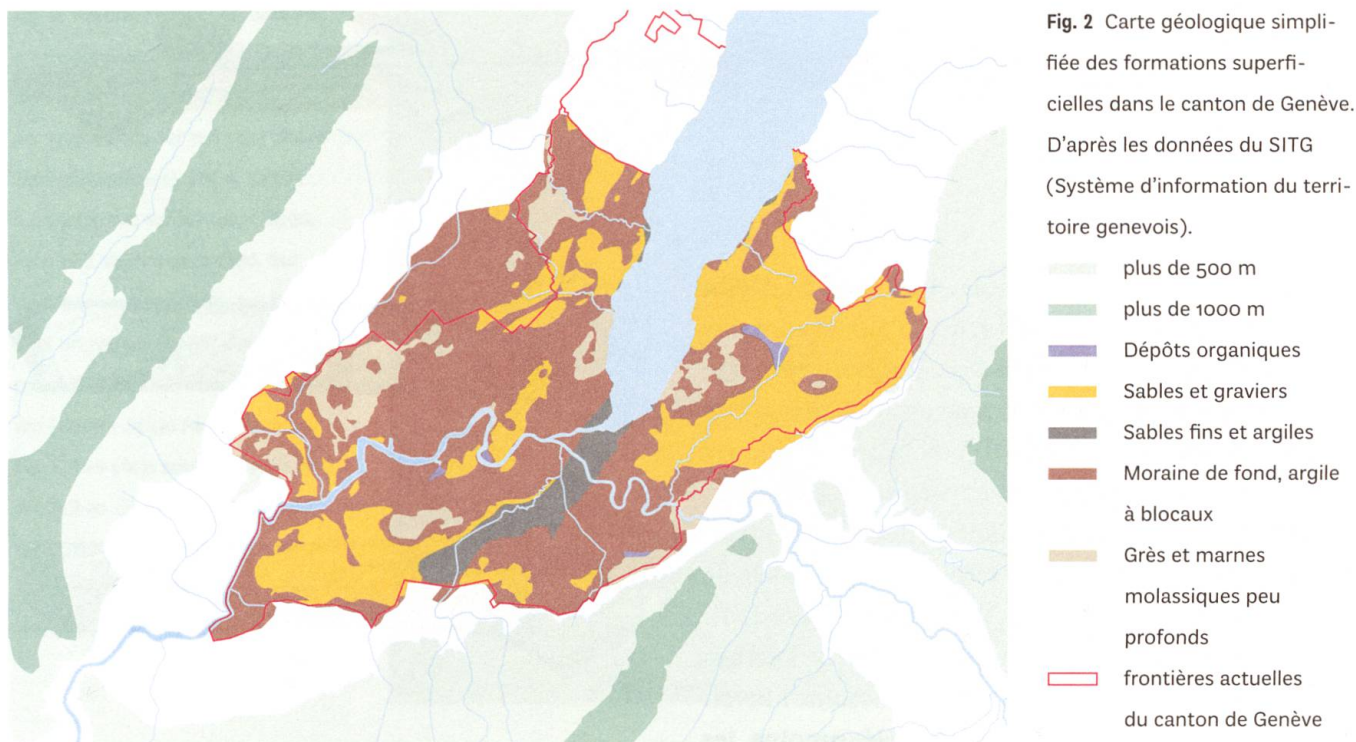 Fig. 2 Carte géologique simpli-
fiée des formations superfi-
cielles dans le canton de Genève.
D'après les données du SITG
(Système d'information du terri-
toire genevois).
plus de 500 m
plus de 1000 m
Dépôts organiques
Sables et graviers
Sables fins et argiles
Moraine de fond, argile
à blocaux
Grès et marnes
molassiques peu
profonds
frontières actuelles
du canton de Genève